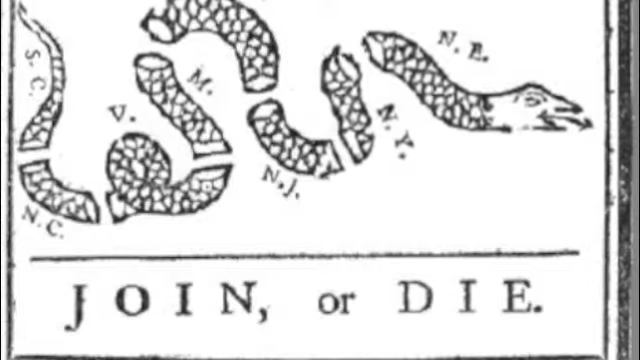 N. E.
S. C.
M.
V.
N. Y.
N. J.
N. C.
JOIN, or DIE.